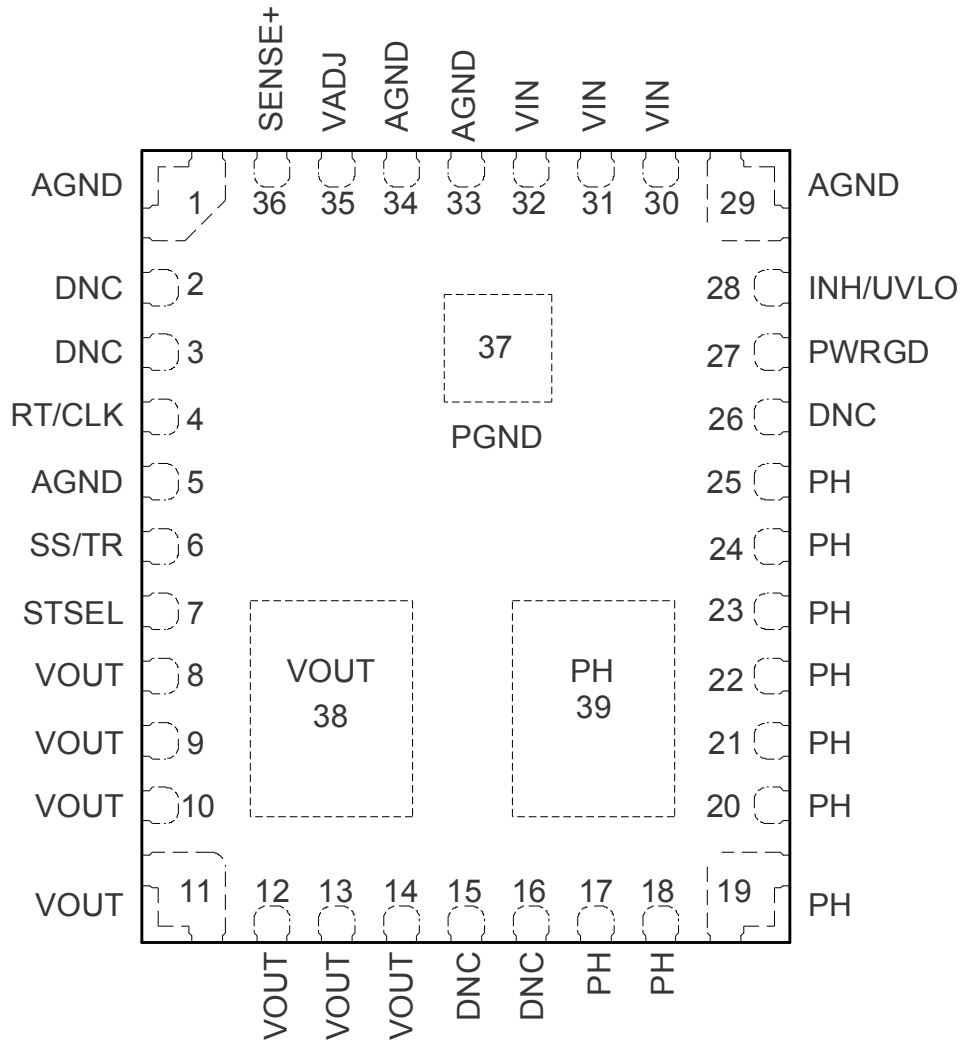 SENSE+
VADJ
AGND
AGND
VIN
VIN
VIN
AGND
1
36
35
34
33
32
31
30
29
AGND
DNC
2
28
INH/UVLO
DNC
3
37
27
PWRGD
RT/CLK
4
PGND
26
DNC
AGND
5
25
PH
SS/TR
6
24
PH
STSEL
7
23
PH
VOUT
8
VOUT
38
PH
39
22
PH
VOUT
9
21
PH
VOUT
10
20
PH
VOUT
11
12
13
14
15
16
17
18
19
PH
VOUT
VOUT
VOUT
DNC
DNC
PH
PH